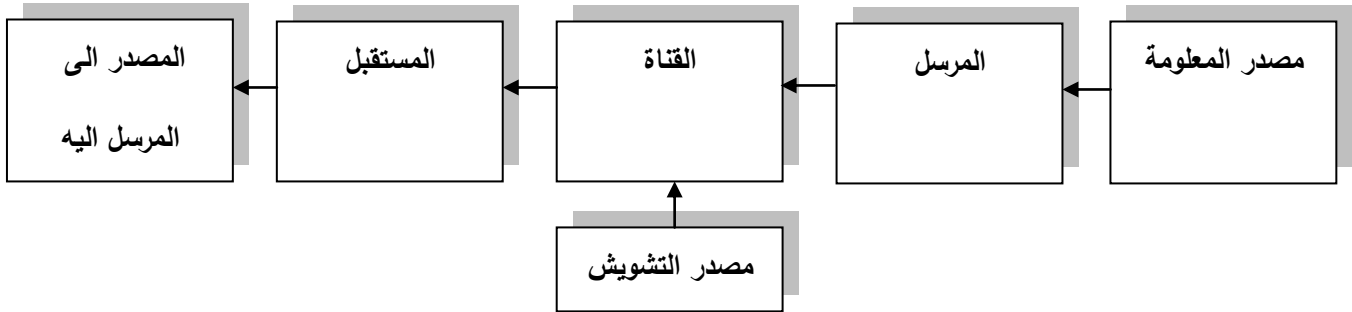 مصدر المعلومة
المرسل
القناة
المستقبل
المصدر الى
المرسل اليه
مصدر التشويش